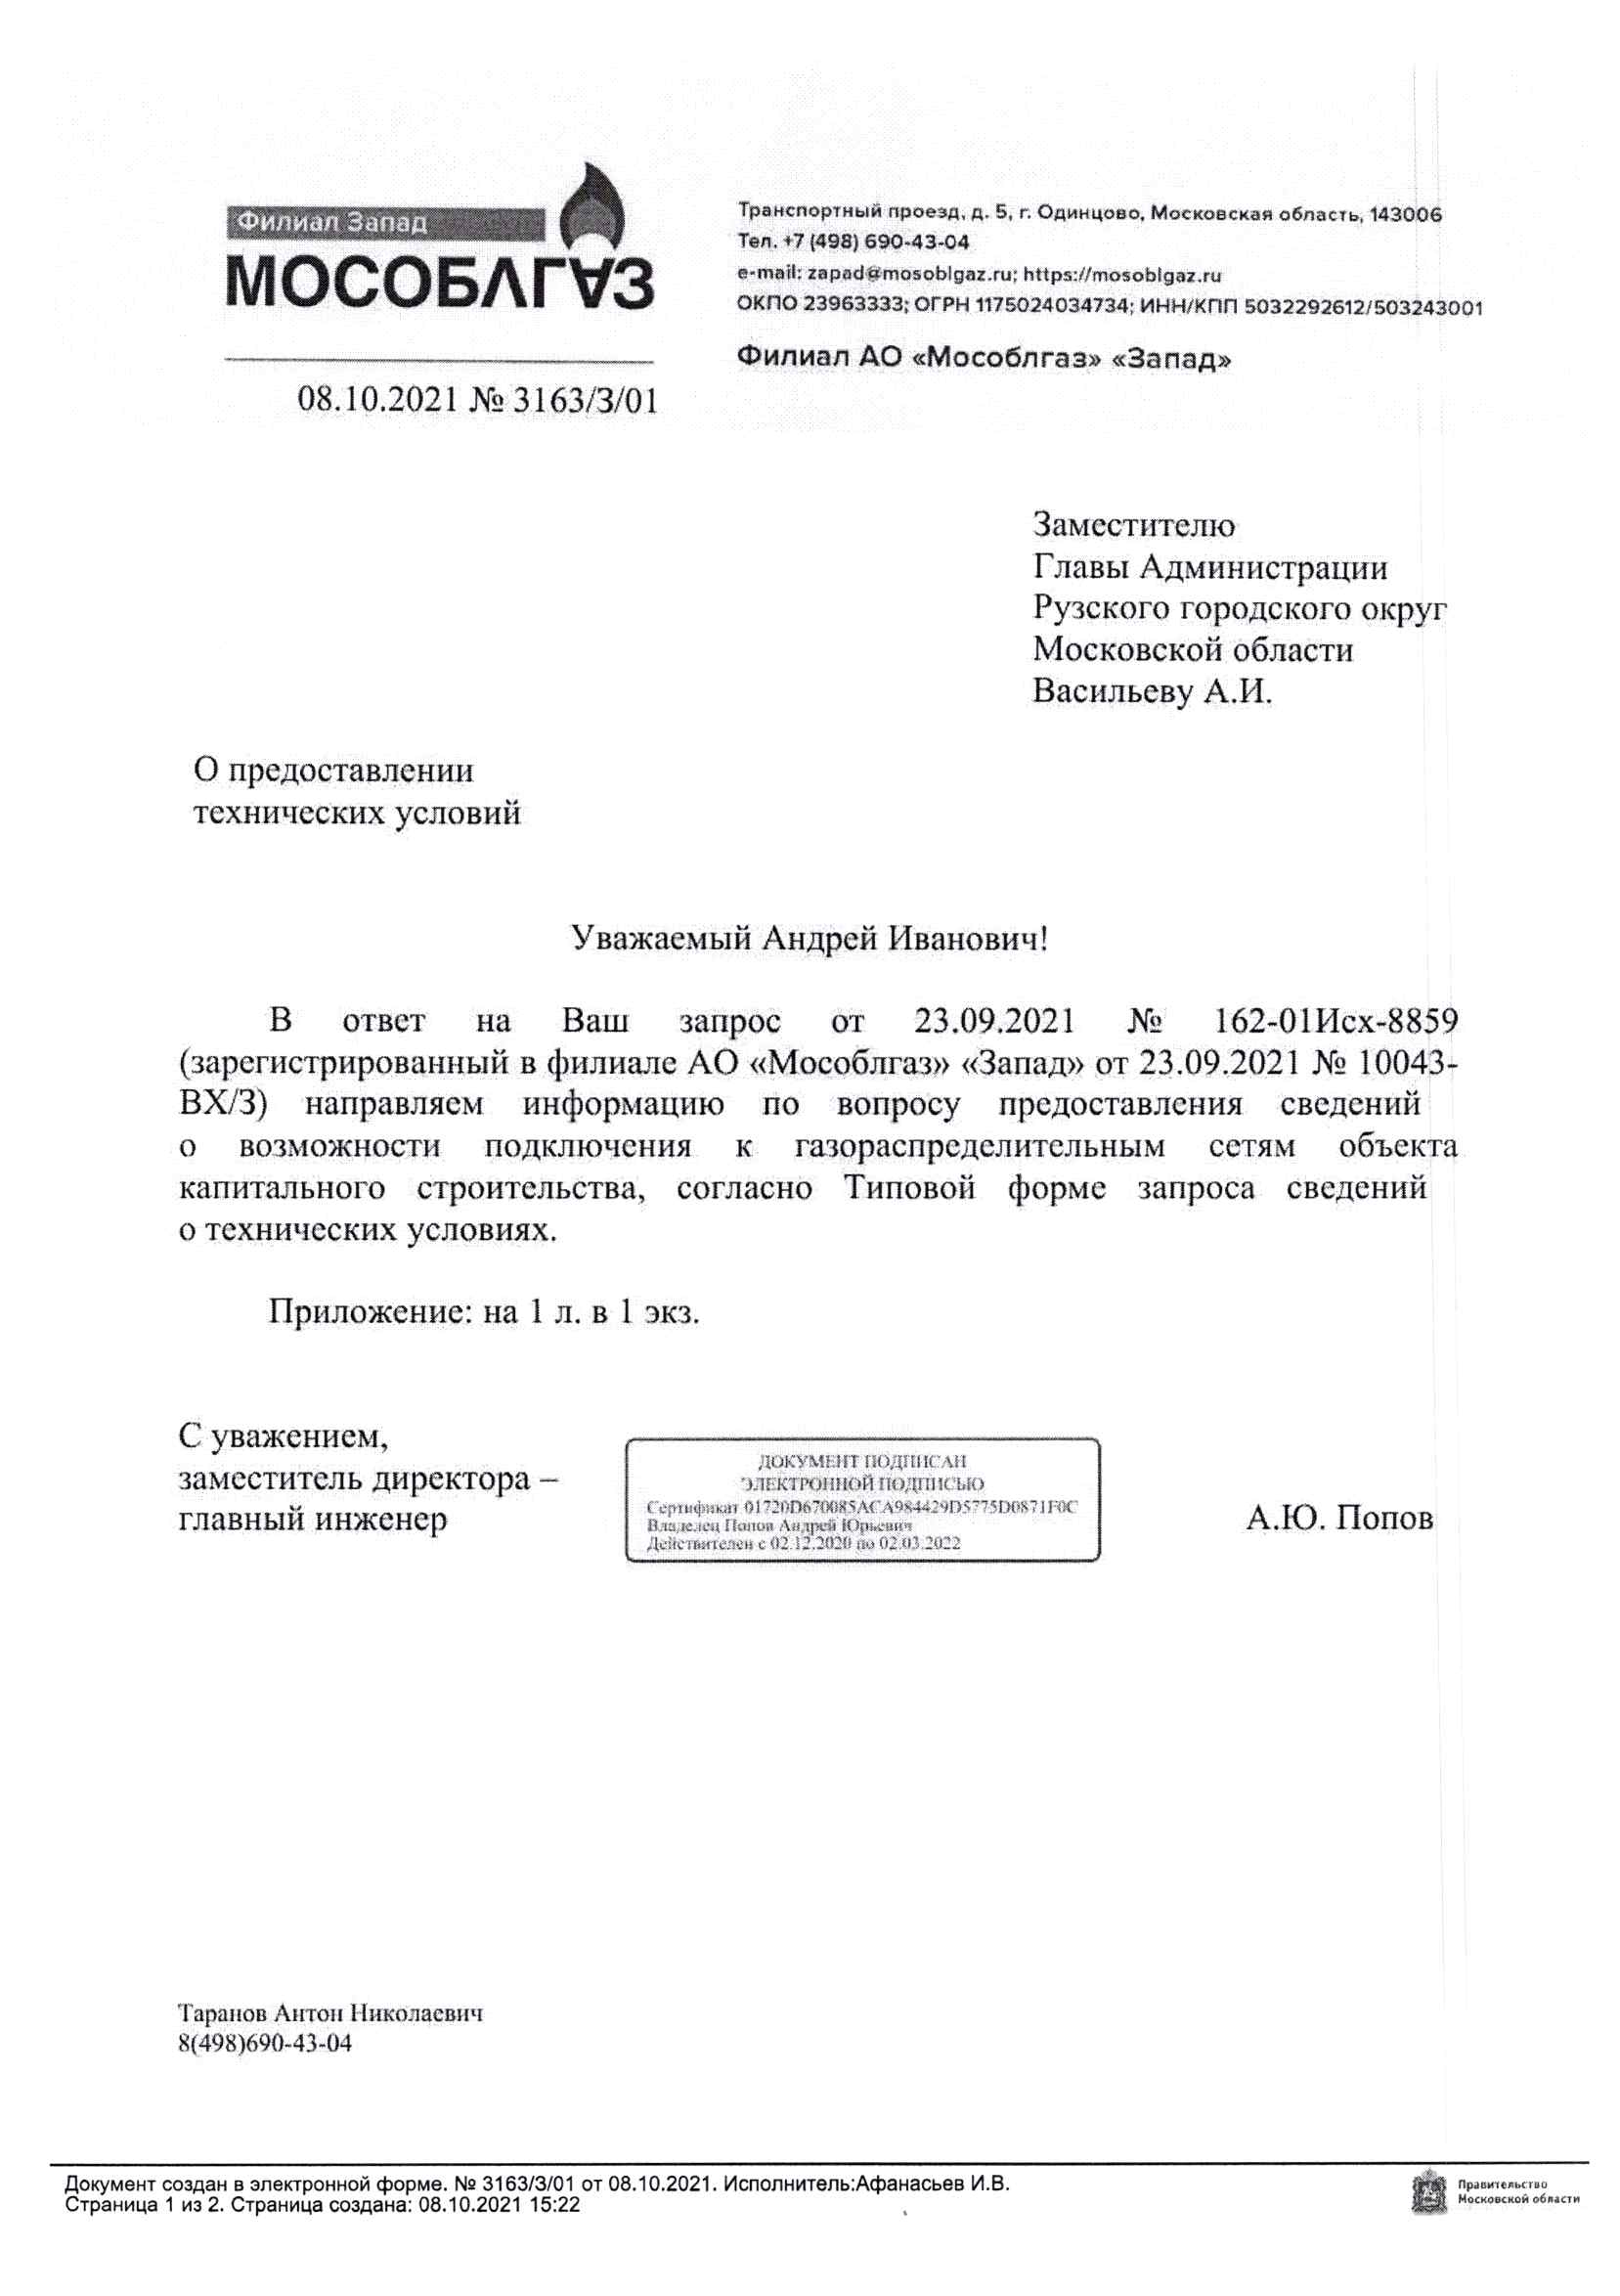 Филиал Запад
МОСОБЛГАЗ
Транспортный проезд, д. 5, г. Одинцово, Московская область, 143006
Тел. +7 (498) 690-43-04
e-mail: zapad@mosoblgaz.ru; https://mosoblgaz.ru
ОКПО 23963333; ОГРН 1175024034734; ИНН/КПП 5032292612/503243001
Филиал АО «Мособлгаз» «Запад»
08.10.2021 № 3163/З/01
Заместителю
Главы Администрации
Рузского городского округ
Московской области
Васильеву А.И.
О предоставлении
технических условий
Уважаемый Андрей Иванович!
В ответ на Ваш запрос от 23.09.2021 № 162-01Исх-8859
(зарегистрированный в филиале АО «Мособлгаз» «Запад» от 23.09.2021 № 10043-
ВХ/З) направляем информацию по вопросу предоставления сведений
о возможности подключения к газораспределительным сетям объекта
капитального строительства, согласно Типовой форме запроса сведений
о технических условиях.
Приложение: на 1 л. в 1 экз.
С уважением,
заместитель директора –
главный инженер
ДОКУМЕНТ ПОДПИСАН
ЭЛЕКТРОННОЙ ПОДПИСЬЮ
Сертификат 01720D670085ACA984429D5775D0871F0C
Владелец Попов Андрей Юрьевич
Действителен с 02.12.2020 по 02.03.2022
А.Ю. Попов
Таранов Антон Николаевич
8(498)690-43-04
Документ создан в электронной форме. № 3163/З/01 от 08.10.2021. Исполнитель:Афанасьев И.В.
Страница 1 из 2. Страница создана: 08.10.2021 15:22
Правительство
Московской области